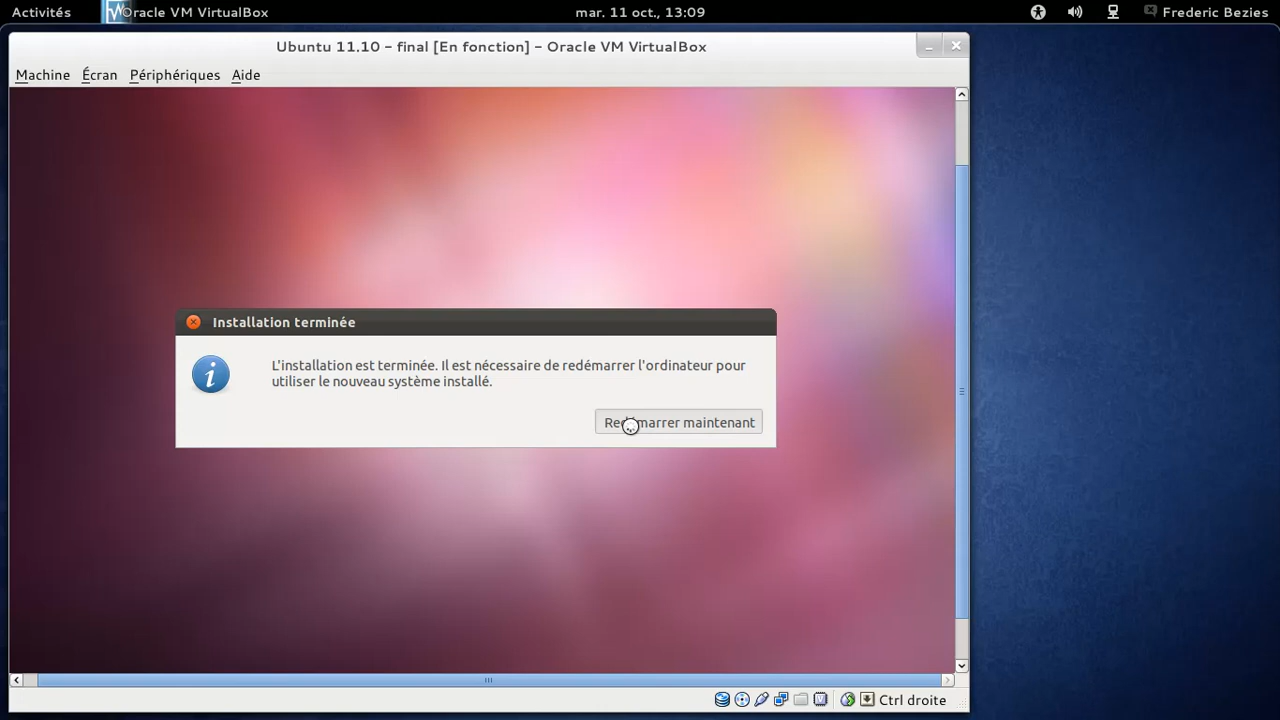 Activités Oracle VM VirtualBox mar. 11 oct., 13:09 Frederic Bezies
Ubuntu 11.10 – final [En fonction] – Oracle VM VirtualBox
Machine Écran Périphériques Aide
Installation terminée
L'installation est terminée. Il est nécessaire de redémarrer l'ordinateur pour
utiliser le nouveau système installé.
Redémarrer maintenant
Ctrl droite